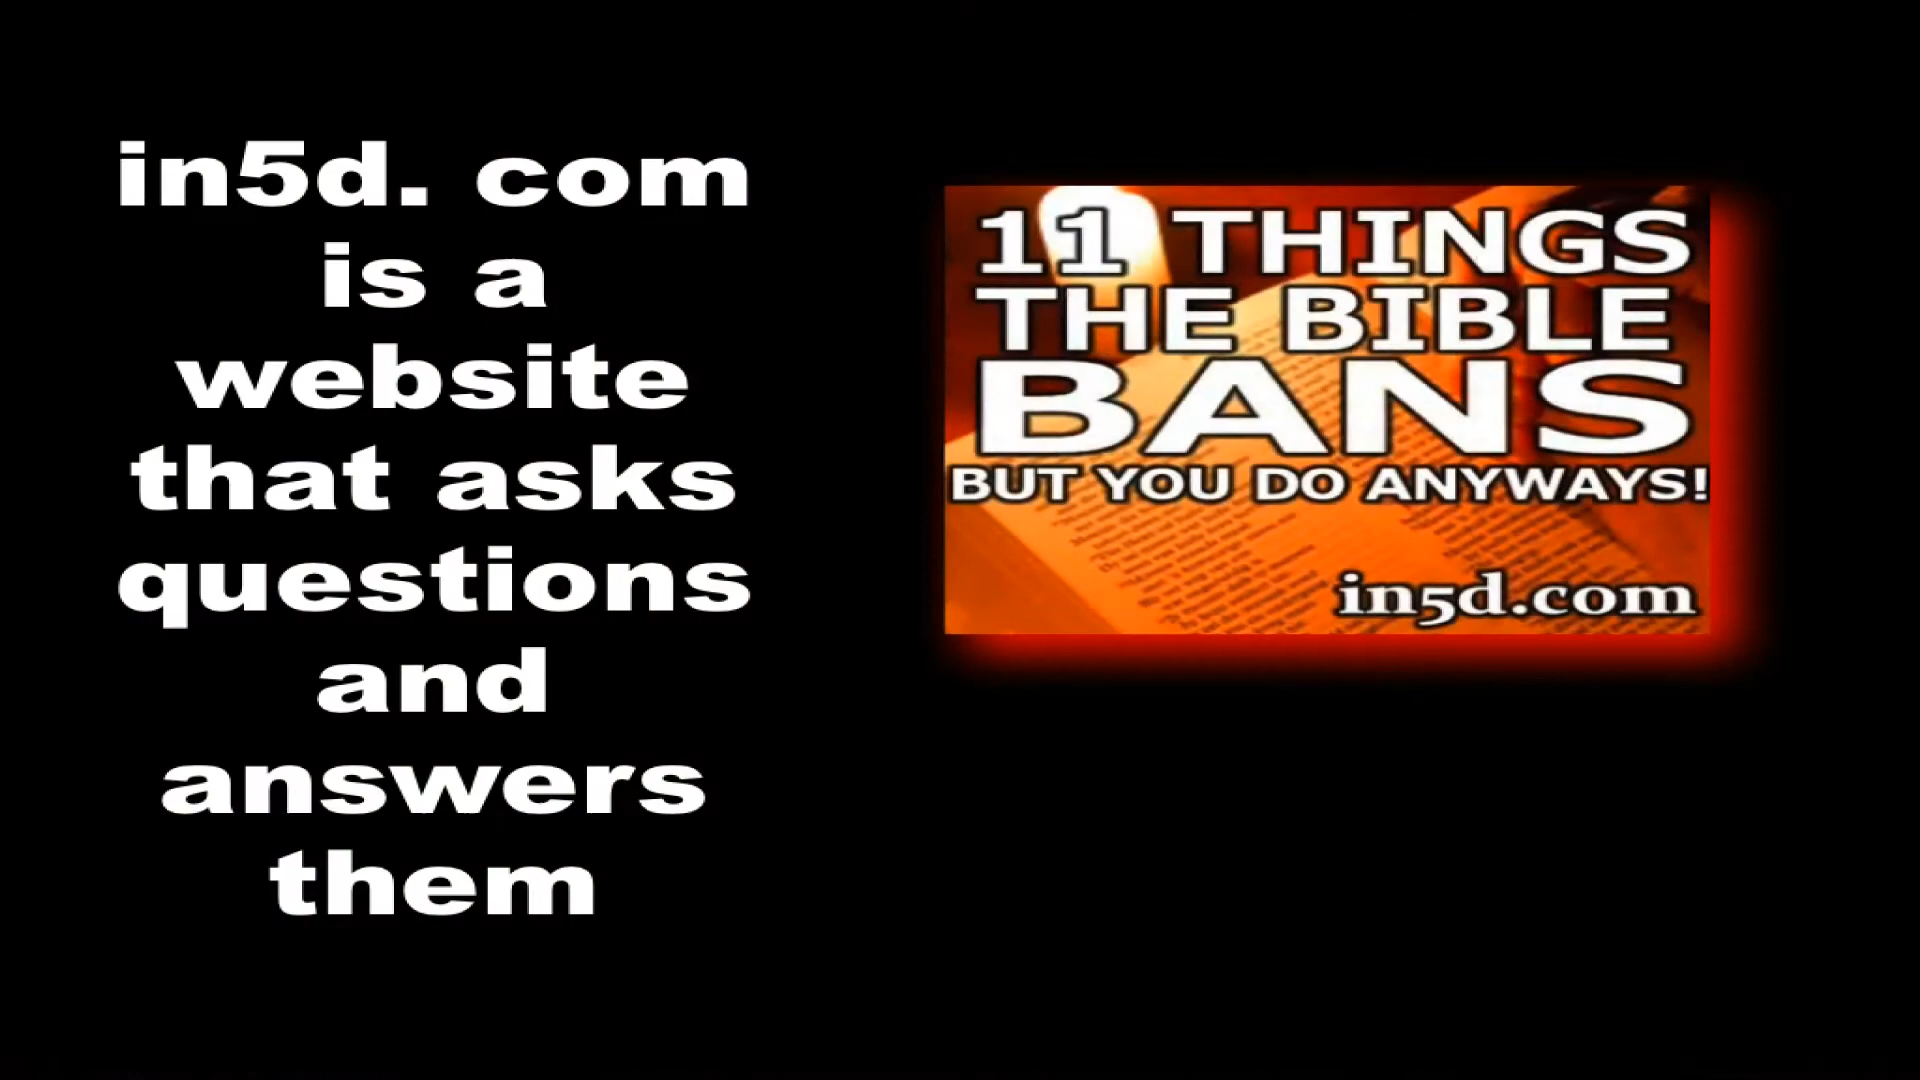 in5d. com
is a
website
that asks
questions
and
answers
them
11 THINGS
THE BIBLE
BANS
BUT YOU DO ANYWAYS!
in5d.com